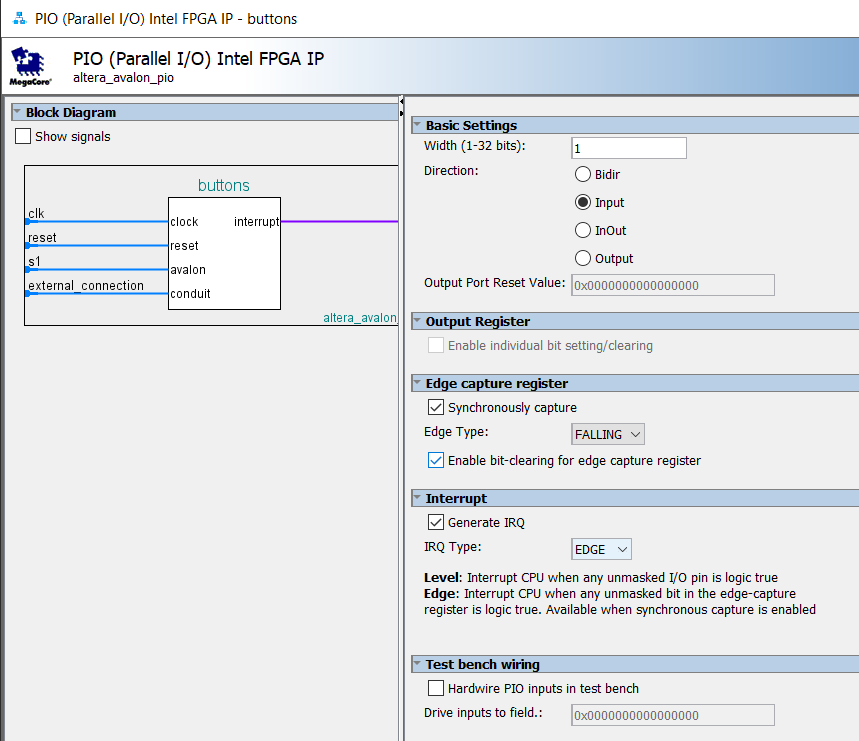 PIO (Parallel I/O) Intel FPGA IP - buttons
PIO (Parallel I/O) Intel FPGA IP
altera_avalon_pio
MegaCore®
Block Diagram
Show signals
buttons
clk
clock
interrupt
reset
reset
s1
avalon
external_connection
conduit
altera_avalon_
Basic Settings
Width (1-32 bits): 1
Direction:
Bidir
Input
InOut
Output
Output Port Reset Value: 0x0000000000000000
Output Register
Enable individual bit setting/clearing
Edge capture register
Synchronously capture
Edge Type: FALLING
Enable bit-clearing for edge capture register
Interrupt
Generate IRQ
IRQ Type: EDGE
Level: Interrupt CPU when any unmasked I/O pin is logic true
Edge: Interrupt CPU when any unmasked bit in the edge-capture
register is logic true. Available when synchronous capture is enabled
Test bench wiring
Hardwire PIO inputs in test bench
Drive inputs to field.: 0x0000000000000000